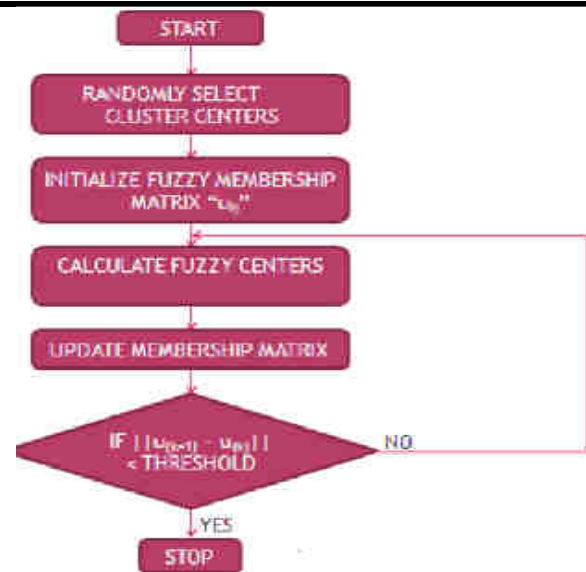 START
RANDOMLY SELECT
CLUSTER CENTERS
INITIALIZE FUZZY MEMBERSHIP
MATRIX "uij"
CALCULATE FUZZY CENTERS
UPDATE MEMBERSHIP MATRIX
IF ||u(k+1) - u(k)||
< THRESHOLD
NO
YES
STOP